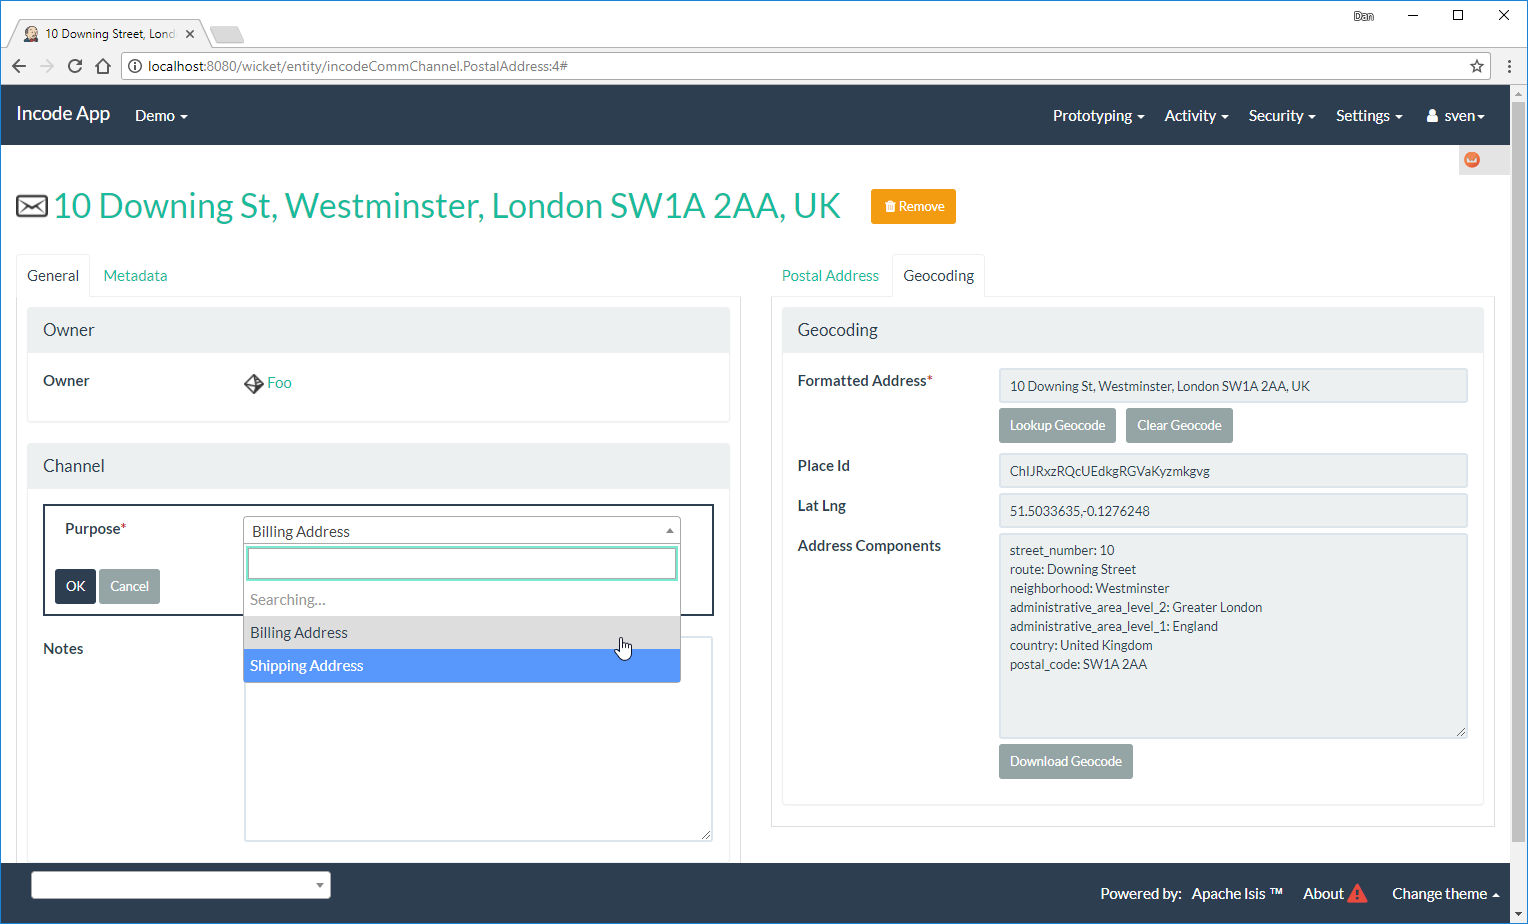 Dan
10 Downing Street, Lond
localhost:8080/wicket/entity/incodeCommChannel.PostalAddress:4#
Incode App Demo Prototyping Activity Security Settings sven
10 Downing St, Westminster, London SW1A 2AA, UK Remove
General Metadata
Owner
Owner Foo
Channel
Purpose* Billing Address
OK Cancel
Searching...
Billing Address
Shipping Address
Notes
Postal Address Geocoding
Geocoding
Formatted Address* 10 Downing St, Westminster, London SW1A 2AA, UK
Lookup Geocode Clear Geocode
Place Id ChIJRxzRQcUEdkgRGVaKyzmkgvg
Lat Lng 51.5033635,-0.1276248
Address Components
street_number: 10
route: Downing Street
neighborhood: Westminster
administrative_area_level_2: Greater London
administrative_area_level_1: England
country: United Kingdom
postal_code: SW1A 2AA
Download Geocode
Powered by: Apache Isis ™ About Change theme